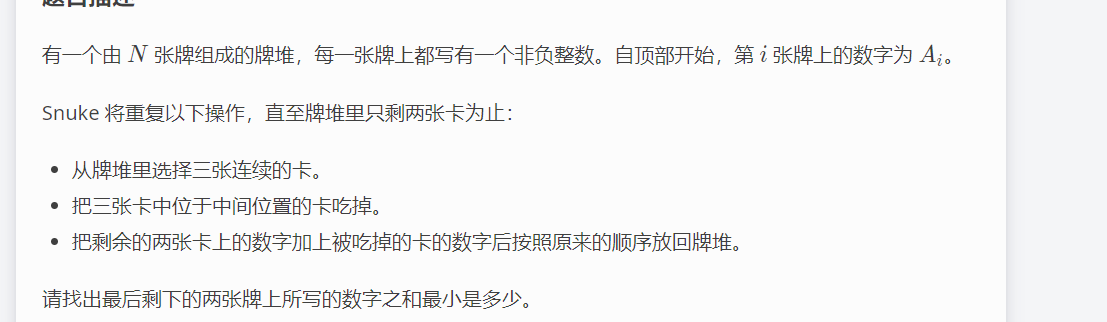 有一个由 N 张牌组成的牌堆，每一张牌上都写有一个非负整数。自顶部开始，第 i 张牌上的数字为 A_i。
Snuke 将重复以下操作，直至牌堆里只剩两张卡为止：
• 从牌堆里选择三张连续的卡。
• 把三张卡中位于中间位置的卡吃掉。
• 把剩余的两张卡上的数字加上被吃掉的卡的数字后按照原来的顺序放回牌堆。
请找出最后剩下的两张牌上所写的数字之和最小是多少。